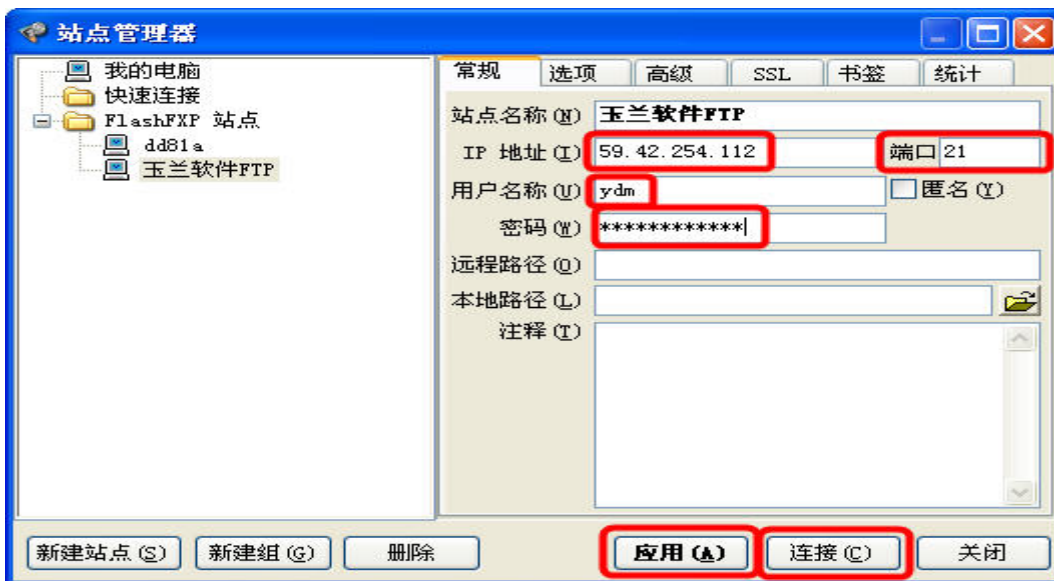 站点管理器
我的电脑
快速连接
FlashFXP 站点
dd81a
玉兰软件FTP
常规 选项 高级 SSL 书签 统计
站点名称(N) 玉兰软件FTP
IP 地址(I) 59.42.254.112 端口 21
用户名称(U) ydm 匿名(Y)
密码(W) ************
远程路径(O)
本地路径(L)
注释(T)
新建站点(S) 新建组(G) 删除 应用(A) 连接(C) 关闭